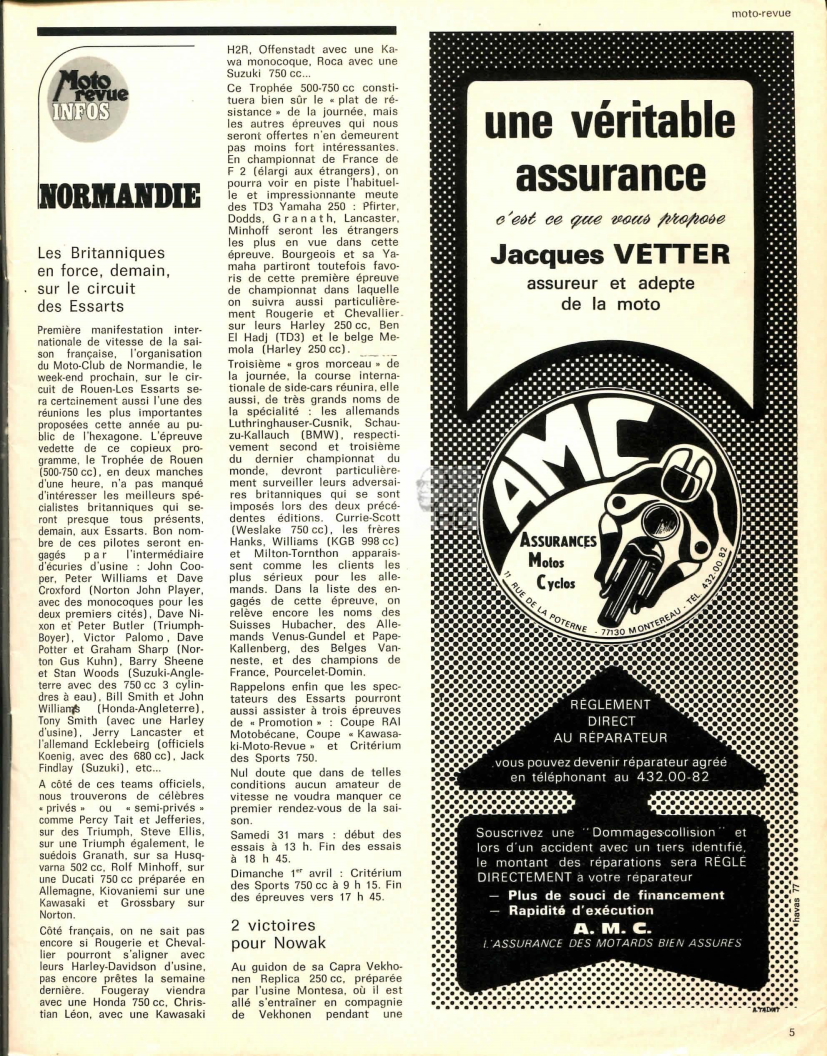 moto-revue
Moto
revue
INFOS
NORMANDIE
Les Britanniques
en force, demain,
sur le circuit
des Essarts
Première manifestation inter-
nationale de vitesse de la sai-
son française, l'organisation
du Moto-Club de Normandie, le
week-end prochain, sur le cir-
cuit de Rouen-Les Essarts se-
ra certainement aussi l'une des
réunions les plus importantes
proposées cette année au pu-
blic de l'hexagone. L'épreuve
vedette de ce copieux pro-
gramme, le Trophée de Rouen
(500-750 cc), en deux manches
d'une heure, n'a pas manqué
d'intéresser les meilleurs spé-
cialistes britanniques qui se-
ront presque tous présents,
demain, aux Essarts. Bon nom-
bre de ces pilotes seront en-
gagés par l'intermédiaire
d'écuries d'usine : John Coo-
per, Peter Williams et Dave
Croxford (Norton John Player,
avec des monocoques pour les
deux premiers cités), Dave Ni-
xon et Peter Butler (Triumph-
Boyer), Victor Palomo, Dave
Potter et Graham Sharp (Nor-
ton Gus Kuhn), Barry Sheene
et Stan Woods (Suzuki-Angle-
terre avec des 750 cc 3 cylin-
dres à eau), Bill Smith et John
Williams (Honda-Angleterre),
Tony Smith (avec une Harley
d'usine), Jerry Lancaster et
l'allemand Ecklebeirg (officiels
Koenig, avec des 680 cc), Jack
Findlay (Suzuki), etc...
A côté de ces teams officiels,
nous trouverons de célèbres
« privés » ou « semi-privés »
comme Percy Tait et Jefferies,
sur des Triumph, Steve Ellis,
sur une Triumph également, le
suédois Granath, sur sa Husq-
varna 502 cc, Rolf Minhoff, sur
une Ducati 750 cc préparée en
Allemagne, Kiovaniemi sur une
Kawasaki et Grossbary sur
Norton.
Côté français, on ne sait pas
encore si Rougerie et Cheval-
lier pourront s'aligner avec
leurs Harley-Davidson d'usine,
pas encore prêtes la semaine
dernière. Fougeray viendra
avec une Honda 750 cc, Chris-
tian Léon, avec une Kawasaki
H2R, Offenstadt avec une Ka-
wa monocoque, Roca avec une
Suzuki 750 cc...
Ce Trophée 500-750 cc consti-
tuera bien sûr le « plat de ré-
sistance » de la journée, mais
les autres épreuves qui nous
seront offertes n'en demeurent
pas moins fort intéressantes.
En championnat de France de
F 2 (élargi aux étrangers), on
pourra voir en piste l'habituel-
le et impressionnante meute
des TD3 Yamaha 250 : Pfirter,
Dodds, Granath, Lancaster,
Minhoff seront les étrangers
les plus en vue dans cette
épreuve. Bourgeois et sa Ya-
maha partiront toutefois favo-
ris de cette première épreuve
de championnat dans laquelle
on suivra aussi particulière-
ment Rougerie et Chevallier
sur leurs Harley 250 cc, Ben
El Hadj (TD3) et le belge Me-
mola (Harley 250 cc).
Troisième « gros morceau » de
la journée, la course interna-
tionale de side-cars réunira, elle
aussi, de très grands noms de
la spécialité : les allemands
Luthringhauser-Cusnik, Schau-
zu-Kallauch (BMW), respecti-
vement second et troisième
du dernier championnat du
monde, devront particulière-
ment surveiller leurs adversai-
res britanniques qui se sont
imposés lors des deux précé-
dentes éditions. Currie-Scott
(Weslake 750 cc), les frères
Hanks, Williams (KGB 998 cc)
et Milton-Tornthon apparais-
sent comme les clients les
plus sérieux pour les alle-
mands. Dans la liste des en-
gagés de cette épreuve, on
relève encore les noms des
Suisses Hubacher, des Alle-
mands Venus-Gundel et Pape-
Kallenberg, des Belges Van-
neste, et des champions de
France, Pourcelet-Domin.
Rappelons enfin que les spec-
tateurs des Essarts pourront
aussi assister à trois épreuves
de « Promotion » : Coupe RAI
Motobécane, Coupe « Kawasa-
ki-Moto-Revue » et Critérium
des Sports 750.
Nul doute que dans de telles
conditions aucun amateur de
vitesse ne voudra manquer ce
premier rendez-vous de la sai-
son.
Samedi 31 mars : début des
essais à 13 h. Fin des essais
à 18 h 45.
Dimanche 1er avril : Critérium
des Sports 750 cc à 9 h 15. Fin
des épreuves vers 17 h 45.
2 victoires
pour Nowak
Au guidon de sa Capra Vekho-
nen Replica 250 cc, préparée
par l'usine Montesa, où il est
allé s'entraîner en compagnie
de Vekhonen pendant une
une véritable
assurance
c'est ce que vous propose
Jacques VETTER
assureur et adepte
de la moto
AMC
ASSURANCES
Motos
Cyclos
11 RUE DE LA POTERNE - 77130 MONTEREAU - TÉL. 432.00-82
RÉGLEMENT
DIRECT
AU RÉPARATEUR
vous pouvez devenir réparateur agréé
en téléphonant au 432.00-82
Souscrivez une "Dommages-collision" et
lors d'un accident avec un tiers identifié,
le montant des réparations sera RÉGLÉ
DIRECTEMENT à votre réparateur
— Plus de souci de financement
— Rapidité d'exécution
A. M. C.
L'ASSURANCE DES MOTARDS BIEN ASSURES
havas 77
5